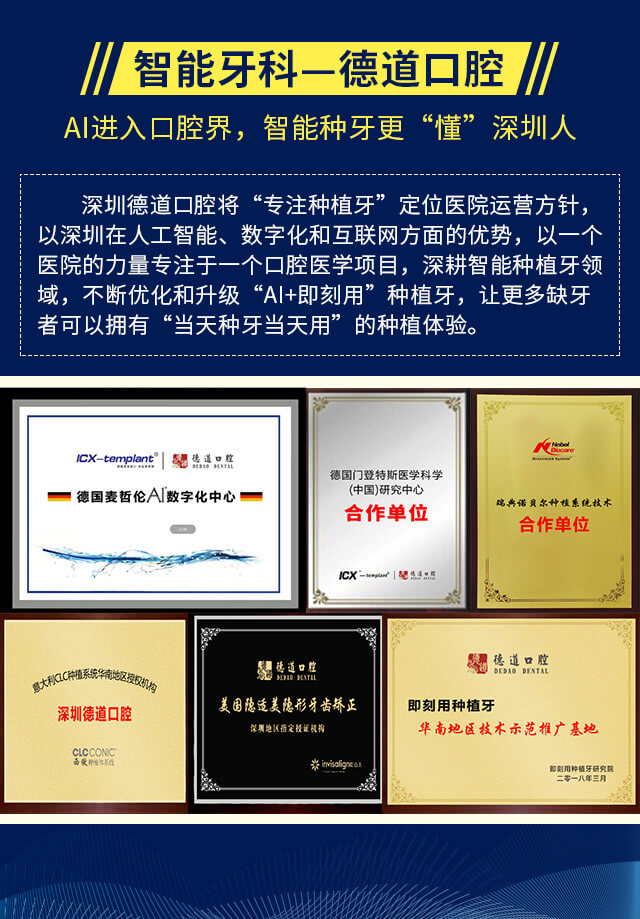 智能牙科—德道口腔
AI进入口腔界，智能种牙更“懂”深圳人
深圳德道口腔将“专注种植牙”定位医院运营方针，
以深圳在人工智能、数字化和互联网方面的优势，以一个
医院的力量专注于一个口腔医学项目，深耕智能种植牙领
域，不断优化和升级“AI+即刻用”种植牙，让更多缺牙
者可以拥有“当天种牙当天用”的种植体验。
ICX-templant®
德道口腔
DEDAO DENTAL
德国麦哲伦AI数字化中心
德国门登特斯医学科学
(中国)研究中心
合作单位
ICX-templant®
德道口腔
DEDAO DENTAL
Nobel
Biocare™
瑞典诺贝尔种植系统技术
合作单位
意大利CLC种植系统华南地区授权机构
深圳德道口腔
CLC CONIC
德道口腔
DEDAO DENTAL
美国隐适美隐形牙齿矫正
深圳地区指定授证机构
invisalign
德道口腔
DEDAO DENTAL
即刻用种植牙
华南地区技术示范推广基地
即刻用种植牙研究院
二零一八年三月